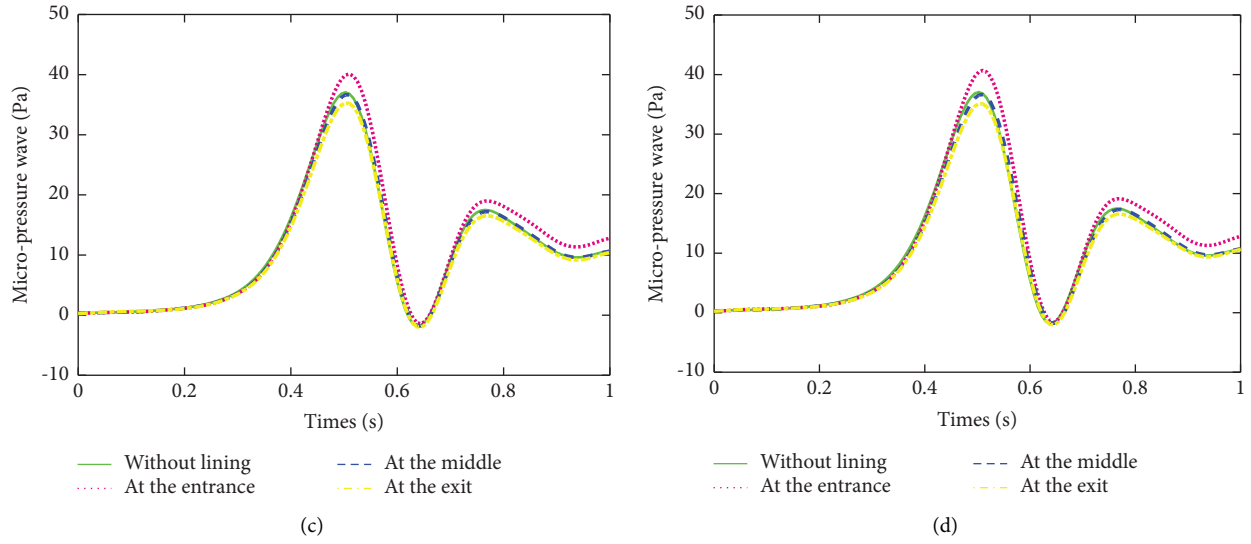 50
40
30
20
10
0
-10
Micro-pressure wave (Pa)
0 0.2 0.4 0.6 0.8 1
Times (s)
Without lining At the middle
At the entrance At the exit
(c)
50
40
30
20
10
0
-10
Micro-pressure wave (Pa)
0 0.2 0.4 0.6 0.8 1
Times (s)
Without lining At the middle
At the entrance At the exit
(d)